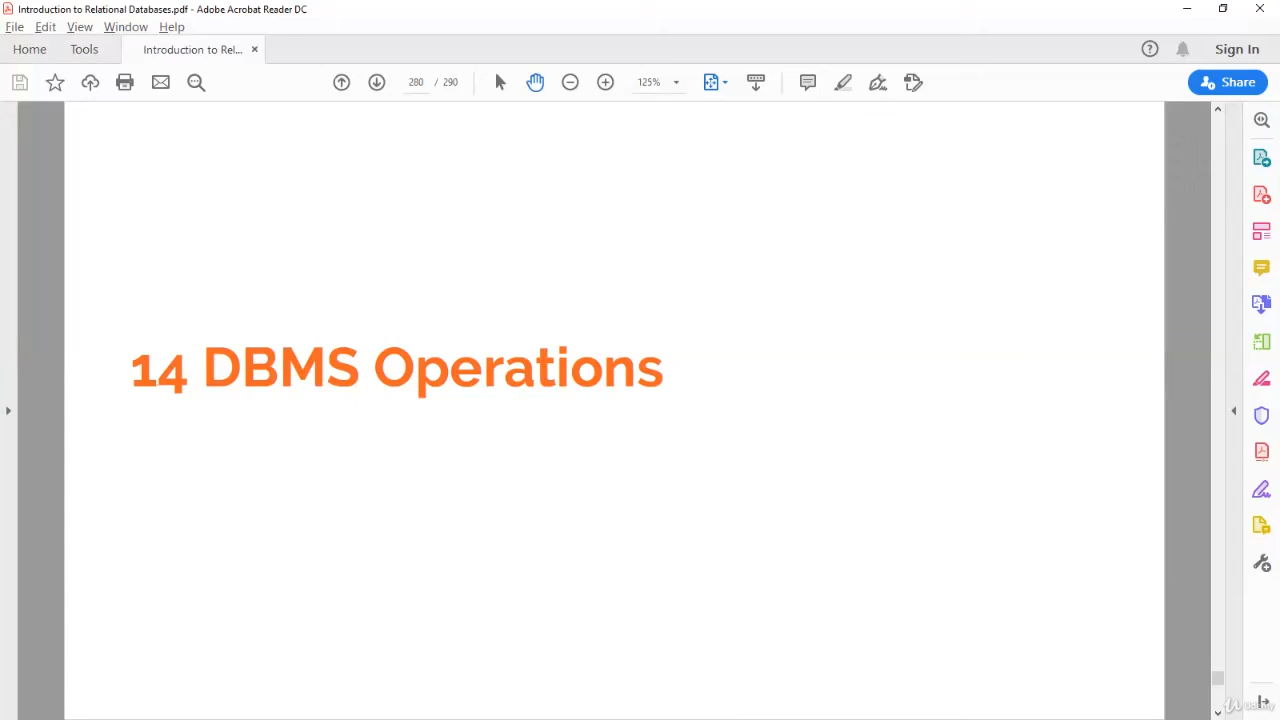 Introduction to Relational Databases.pdf - Adobe Acrobat Reader DC
File Edit View Window Help
Home Tools Introduction to Rel... × Sign In
280 / 290 125% Share
14 DBMS Operations
Udemy